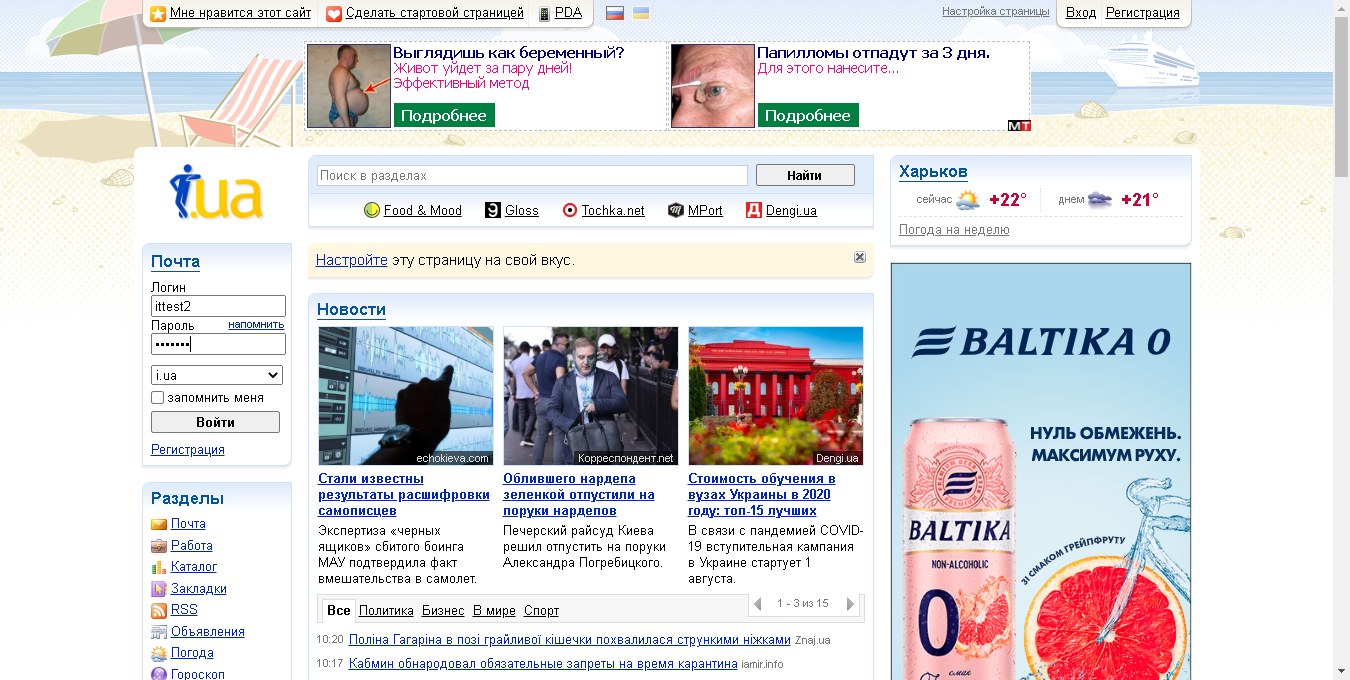 Мне нравится этот сайт
Сделать стартовой страницей
PDA
Настройка страницы
Вход
Регистрация
Выглядишь как беременный?
Живот уйдет за пару дней!
Эффективный метод
Подробнее
Папилломы отпадут за 3 дня.
Для этого нанесите...
Подробнее
МТ
i.ua
Поиск в разделах
Найти
Food & Mood
Gloss
Tochka.net
MPort
Dengi.ua
Харьков
сейчас +22°
днем +21°
Погода на неделю
Почта
Логин
ittest2
Пароль
напомнить
•••••••
i.ua
запомнить меня
Войти
Регистрация
Настройте эту страницу на свой вкус.
Новости
echokieva.com
Корреспондент.net
Dengi.ua
Стали известны
результаты расшифровки
самописцев
Экспертиза «черных
ящиков» сбитого боинга
МАУ подтвердила факт
вмешательства в самолет.
Облившего нардепа
зеленкой отпустили на
поруки нардепов
Печерский райсуд Киева
решил отпустить на поруки
Александра Погребицкого.
Стоимость обучения в
вузах Украины в 2020
году: топ-15 лучших
В связи с пандемией COVID-
19 вступительная кампания
в Украине стартует 1
августа.
1 - 3 из 15
Все
Политика
Бизнес
В мире
Спорт
10:20 Поліна Гагаріна в позі грайливої кішечки похвалилася стрункими ніжками Znaj.ua
10:17 Кабмин обнародовал обязательные запреты на время карантина iamir.info
Разделы
Почта
Работа
Каталог
Закладки
RSS
Объявления
Погода
Гороскоп
BALTIKA 0
НУЛЬ ОБМЕЖЕНЬ.
МАКСИМУМ РУХУ.
BALTIKA
NON-ALCOHOLIC
0
ЗІ СМАКОМ ГРЕЙПФРУТУ
смак